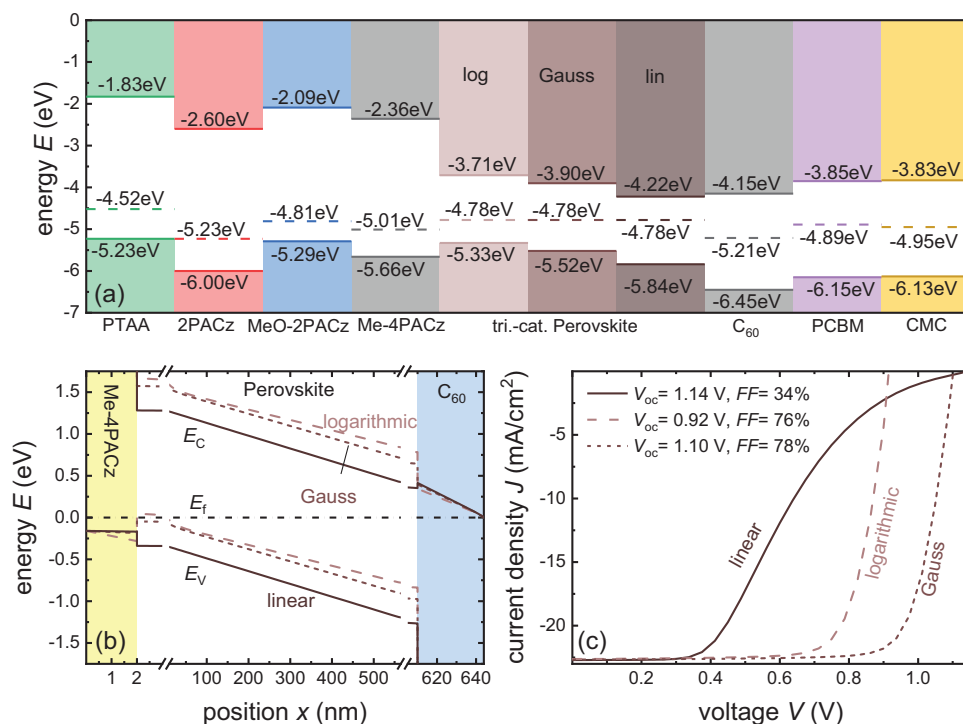 energy E (eV)
0
-1
-2
-3
-4
-5
-6
-7
-1.83eV
-2.60eV
-2.09eV
-2.36eV
log
Gauss
lin
-3.71eV
-3.90eV
-4.22eV
-4.15eV
-3.85eV
-3.83eV
-4.52eV
-5.23eV
-4.81eV
-5.01eV
-4.78eV
-4.78eV
-4.78eV
-5.21eV
-4.89eV
-4.95eV
-5.23eV
-6.00eV
-5.29eV
-5.66eV
-5.33eV
-5.52eV
-5.84eV
-6.45eV
-6.15eV
-6.13eV
(a)
PTAA
2PACz
MeO-2PACz
Me-4PACz
tri.-cat. Perovskite
C₆₀
PCBM
CMC
energy E (eV)
1.5
1.0
0.5
0.0
-0.5
-1.0
-1.5
Me-4PACz
Perovskite
C₆₀
logarithmic
E_C
Gauss
E_f
E_V
linear
(b)
1
2
100
200
300
400
500
620
640
position x (nm)
current density J (mA/cm²)
-5
-10
-15
-20
V_oc= 1.14 V, FF= 34%
V_oc= 0.92 V, FF= 76%
V_oc= 1.10 V, FF= 78%
linear
logarithmic
Gauss
(c)
0.2
0.4
0.6
0.8
1.0
voltage V (V)